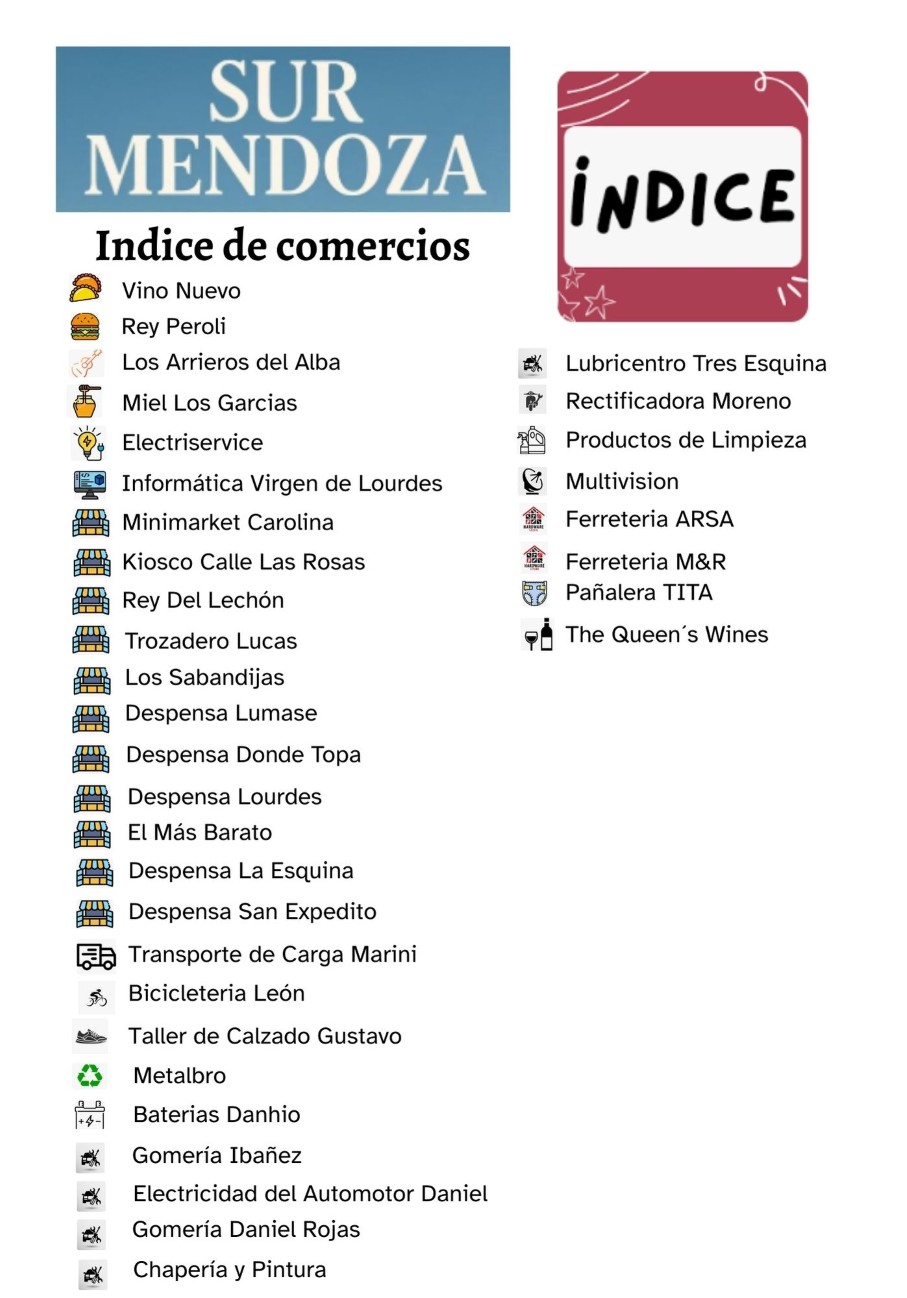 SUR
MENDOZA
İNDICE
Indice de comercios
Vino Nuevo
Rey Peroli
Los Arrieros del Alba
Miel Los Garcias
Electriservice
Informática Virgen de Lourdes
Minimarket Carolina
Kiosco Calle Las Rosas
Rey Del Lechón
Trozadero Lucas
Los Sabandijas
Despensa Lumase
Despensa Donde Topa
Despensa Lourdes
El Más Barato
Despensa La Esquina
Despensa San Expedito
Transporte de Carga Marini
Bicicleteria León
Taller de Calzado Gustavo
Metalbro
Baterias Danhio
Gomería Ibañez
Electricidad del Automotor Daniel
Gomería Daniel Rojas
Chapería y Pintura
Lubricentro Tres Esquina
Rectificadora Moreno
Productos de Limpieza
Multivision
Ferreteria ARSA
Ferreteria M&R
Pañalera TITA
The Queen´s Wines